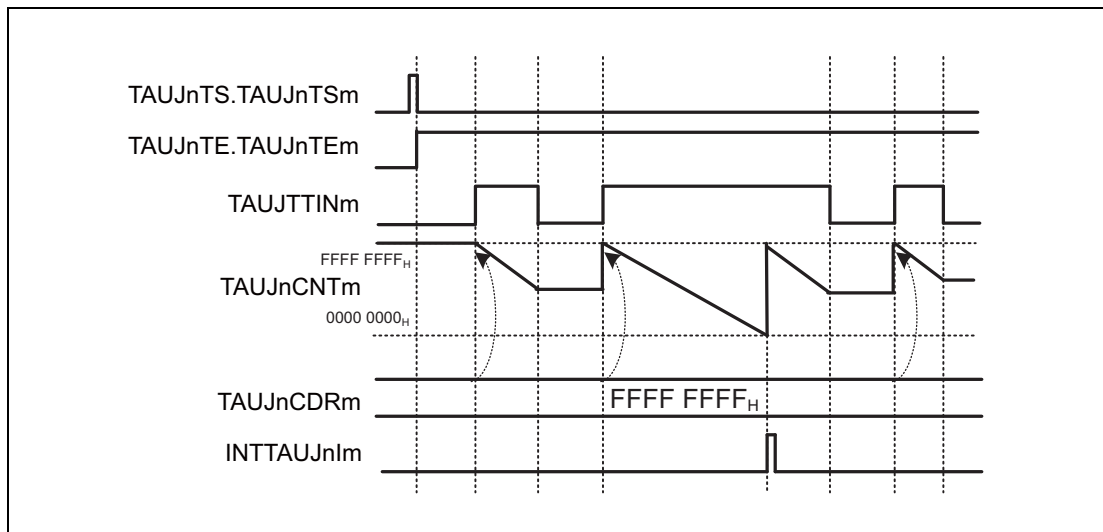 TAUJnTS.TAUJnTSm
TAUJnTE.TAUJnTEm
TAUJTTINm
FFFF FFFFH
TAUJnCNTm
0000 0000H
TAUJnCDRm
FFFF FFFFH
INTTAUJnIm